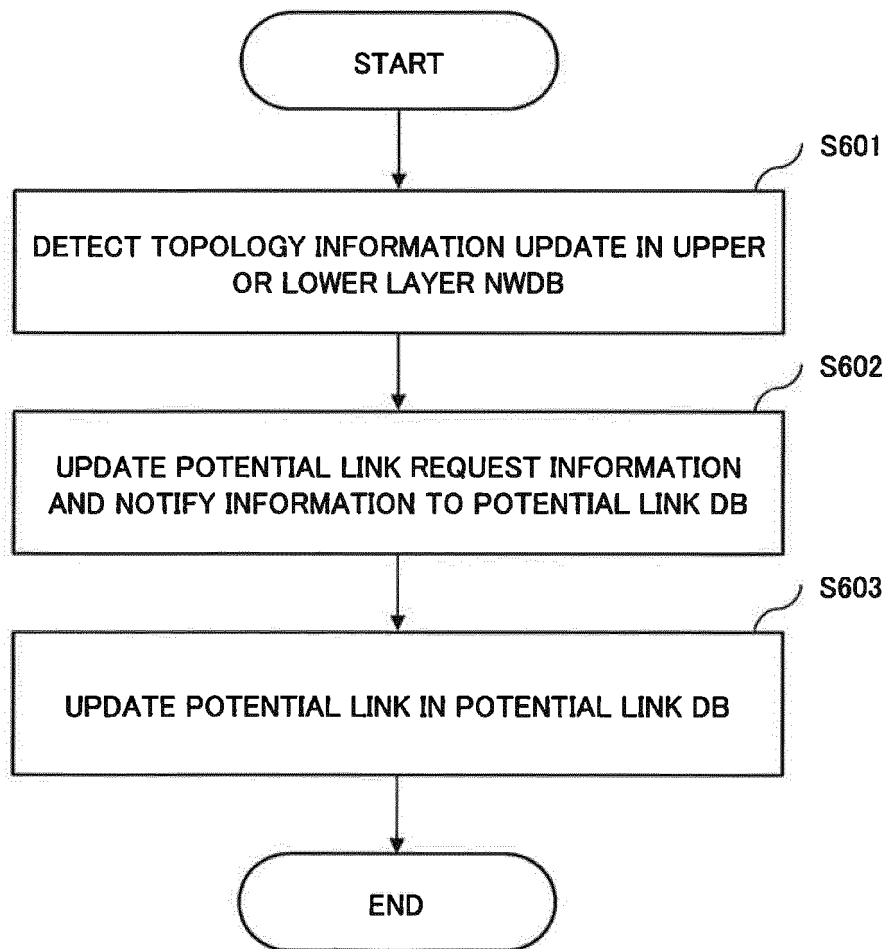 START
S601
DETECT TOPOLOGY INFORMATION UPDATE IN UPPER
OR LOWER LAYER NWDB
S602
UPDATE POTENTIAL LINK REQUEST INFORMATION
AND NOTIFY INFORMATION TO POTENTIAL LINK DB
S603
UPDATE POTENTIAL LINK IN POTENTIAL LINK DB
END